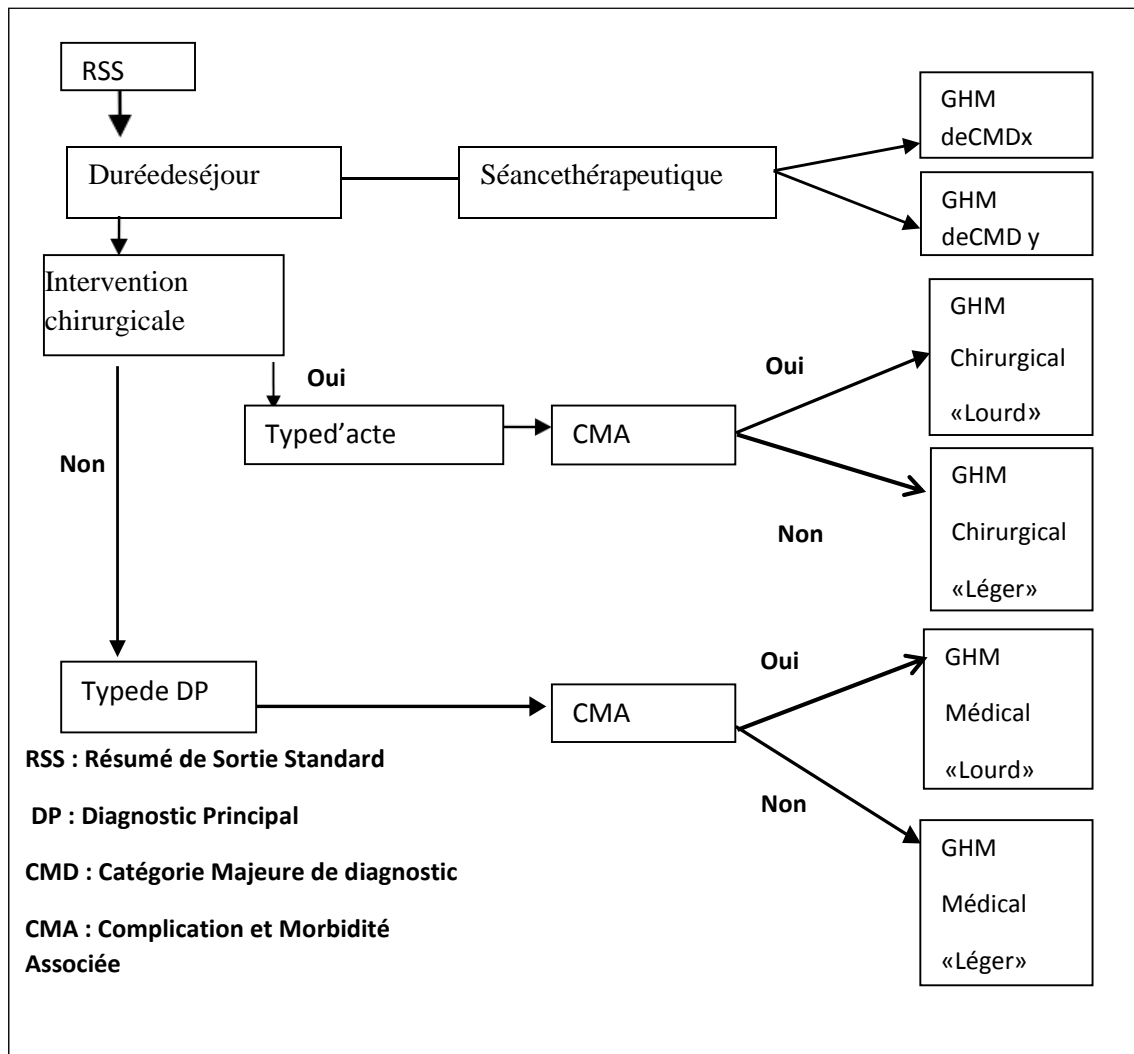 RSS
GHM
deCMDx
Duréedeséjour
Séancethérapeutique
GHM
deCMD y
Intervention
chirurgicale
GHM
Chirurgical
«Lourd»
Oui
Oui
Typed’acte
CMA
Non
GHM
Chirurgical
«Léger»
Non
Typede DP
CMA
Oui
GHM
Médical
«Lourd»
Non
GHM
Médical
«Léger»
RSS : Résumé de Sortie Standard
DP : Diagnostic Principal
CMD : Catégorie Majeure de diagnostic
CMA : Complication et Morbidité
Associée